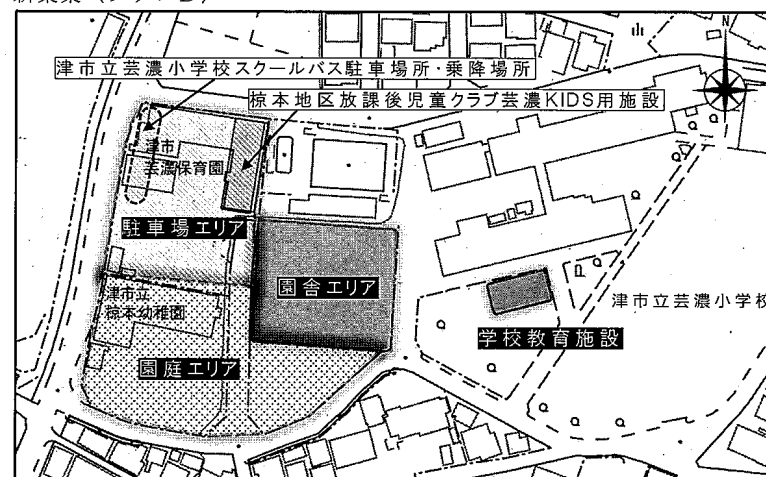 津市立芸濃小学校スクールバス駐車場所・乗降場所
椋本地区放課後児童クラブ芸濃KIDS用施設
N
津市
芸濃保育園
駐車場エリア
園舎エリア
津市立
椋本幼稚園
津市立芸濃小学校
学校教育施設
園庭エリア